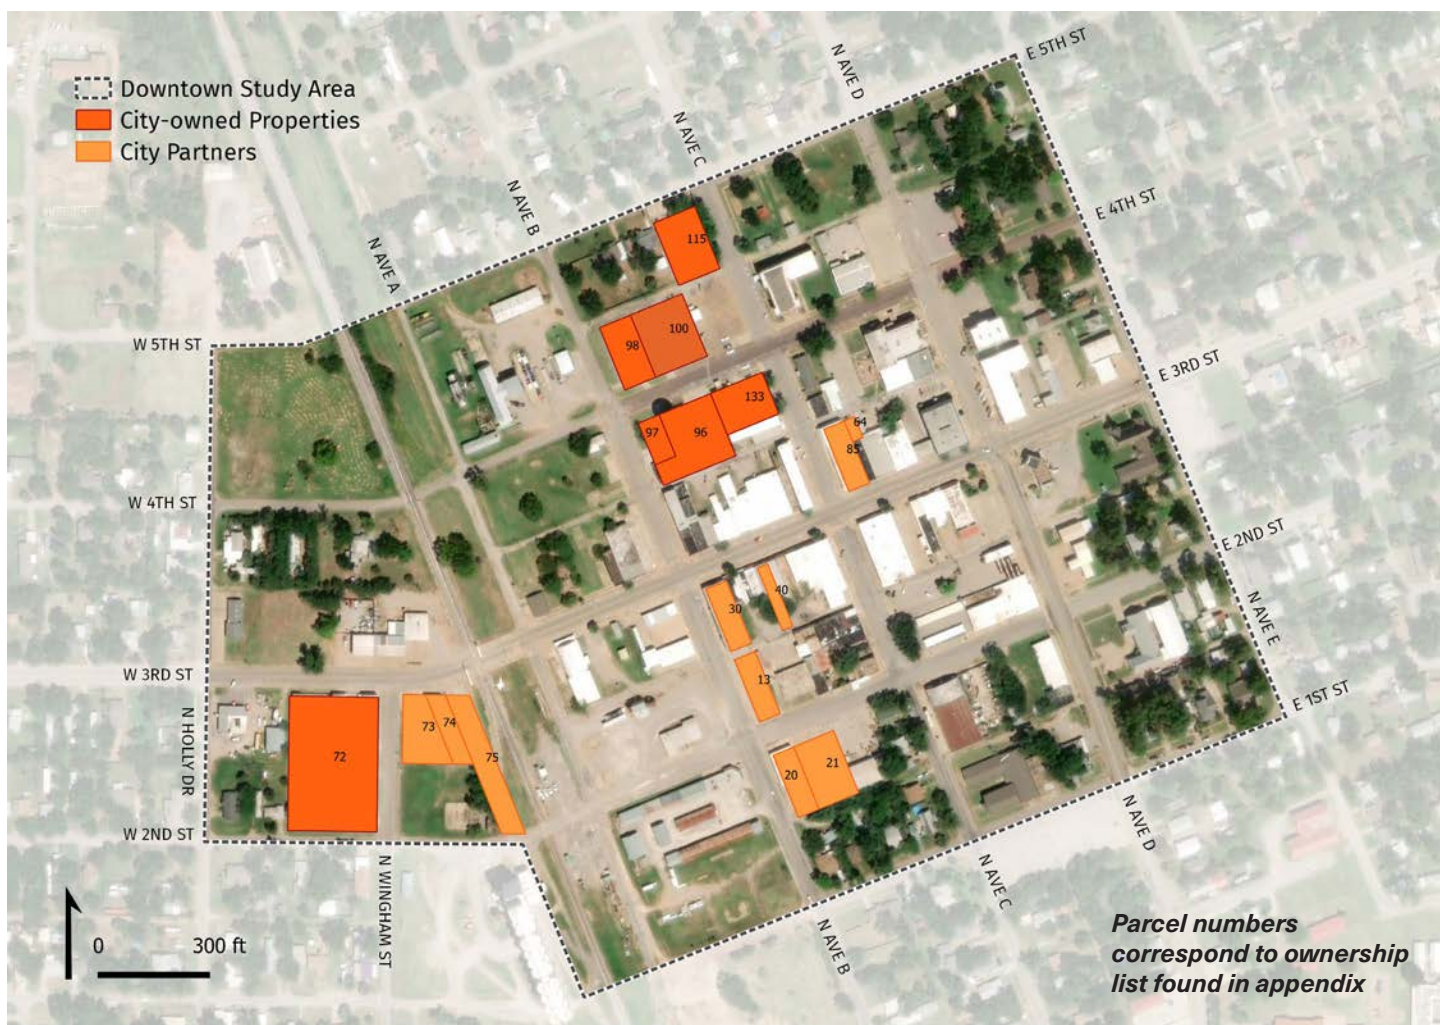 Downtown Study Area
City-owned Properties
City Partners
N AVE A
N AVE B
N AVE C
N AVE D
E 5TH ST
E 4TH ST
E 3RD ST
E 2ND ST
N AVE E
E 1ST ST
W 5TH ST
W 4TH ST
W 3RD ST
N HOLLY DR
W 2ND ST
N WINGHAM ST
N AVE B
N AVE C
N AVE D
115
100
98
133
97
96
64
85
40
30
13
73
74
75
72
20
21
0 300 ft
Parcel numbers
correspond to ownership
list found in appendix